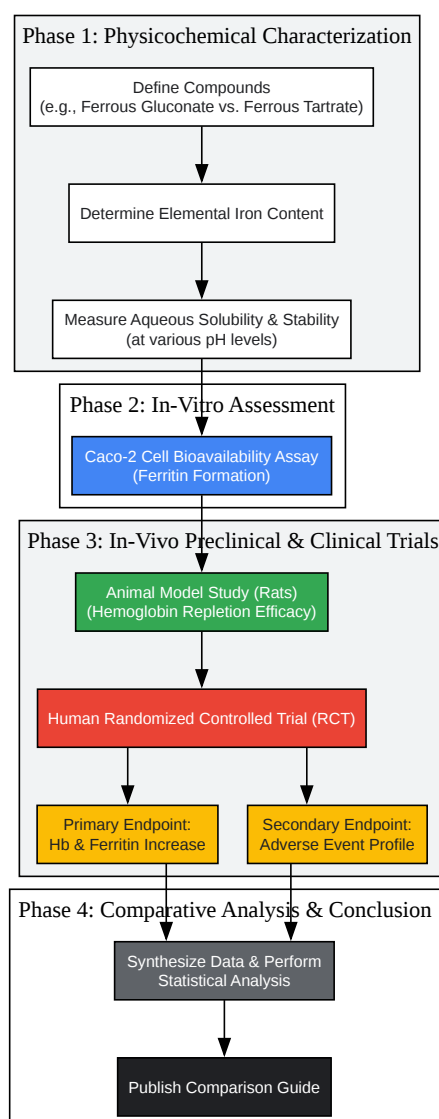 Phase 1: Physicochemical Characterization
Define Compounds
(e.g., Ferrous Gluconate vs. Ferrous Tartrate)
Determine Elemental Iron Content
Measure Aqueous Solubility & Stability
(at various pH levels)
Phase 2: In-Vitro Assessment
Caco-2 Cell Bioavailability Assay
(Ferritin Formation)
Phase 3: In-Vivo Preclinical & Clinical Trials
Animal Model Study (Rats)
(Hemoglobin Repletion Efficacy)
Human Randomized Controlled Trial (RCT)
Primary Endpoint:
Hb & Ferritin Increase
Secondary Endpoint:
Adverse Event Profile
Phase 4: Comparative Analysis & Conclusion
Synthesize Data & Perform
Statistical Analysis
Publish Comparison Guide